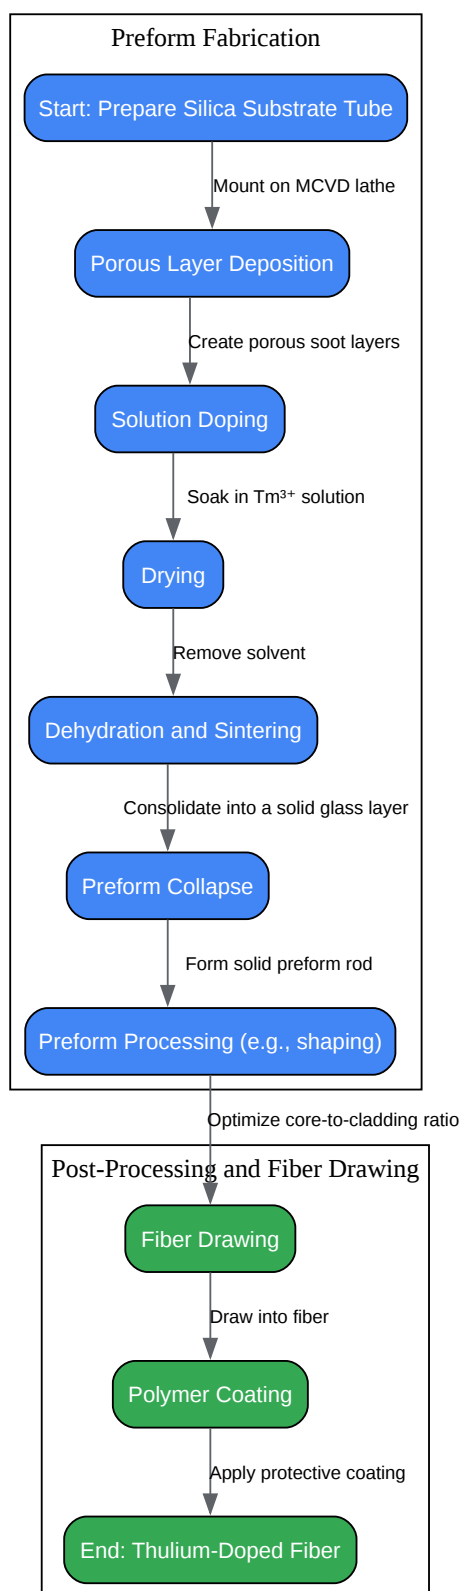 Preform Fabrication
Start: Prepare Silica Substrate Tube
Mount on MCVD lathe
Porous Layer Deposition
Create porous soot layers
Solution Doping
Soak in Tm³⁺ solution
Drying
Remove solvent
Dehydration and Sintering
Consolidate into a solid glass layer
Preform Collapse
Form solid preform rod
Preform Processing (e.g., shaping)
Optimize core-to-cladding ratio
Post-Processing and Fiber Drawing
Fiber Drawing
Draw into fiber
Polymer Coating
Apply protective coating
End: Thulium-Doped Fiber